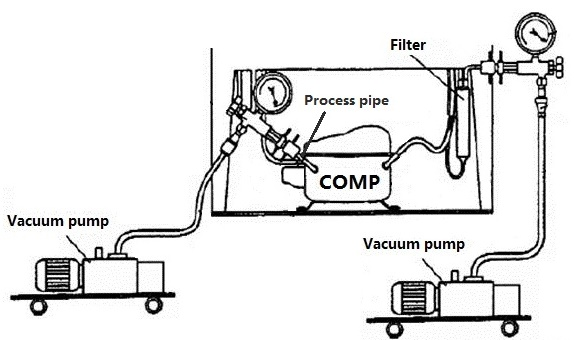 Filter
Process pipe
COMP
Vacuum pump
Vacuum pump